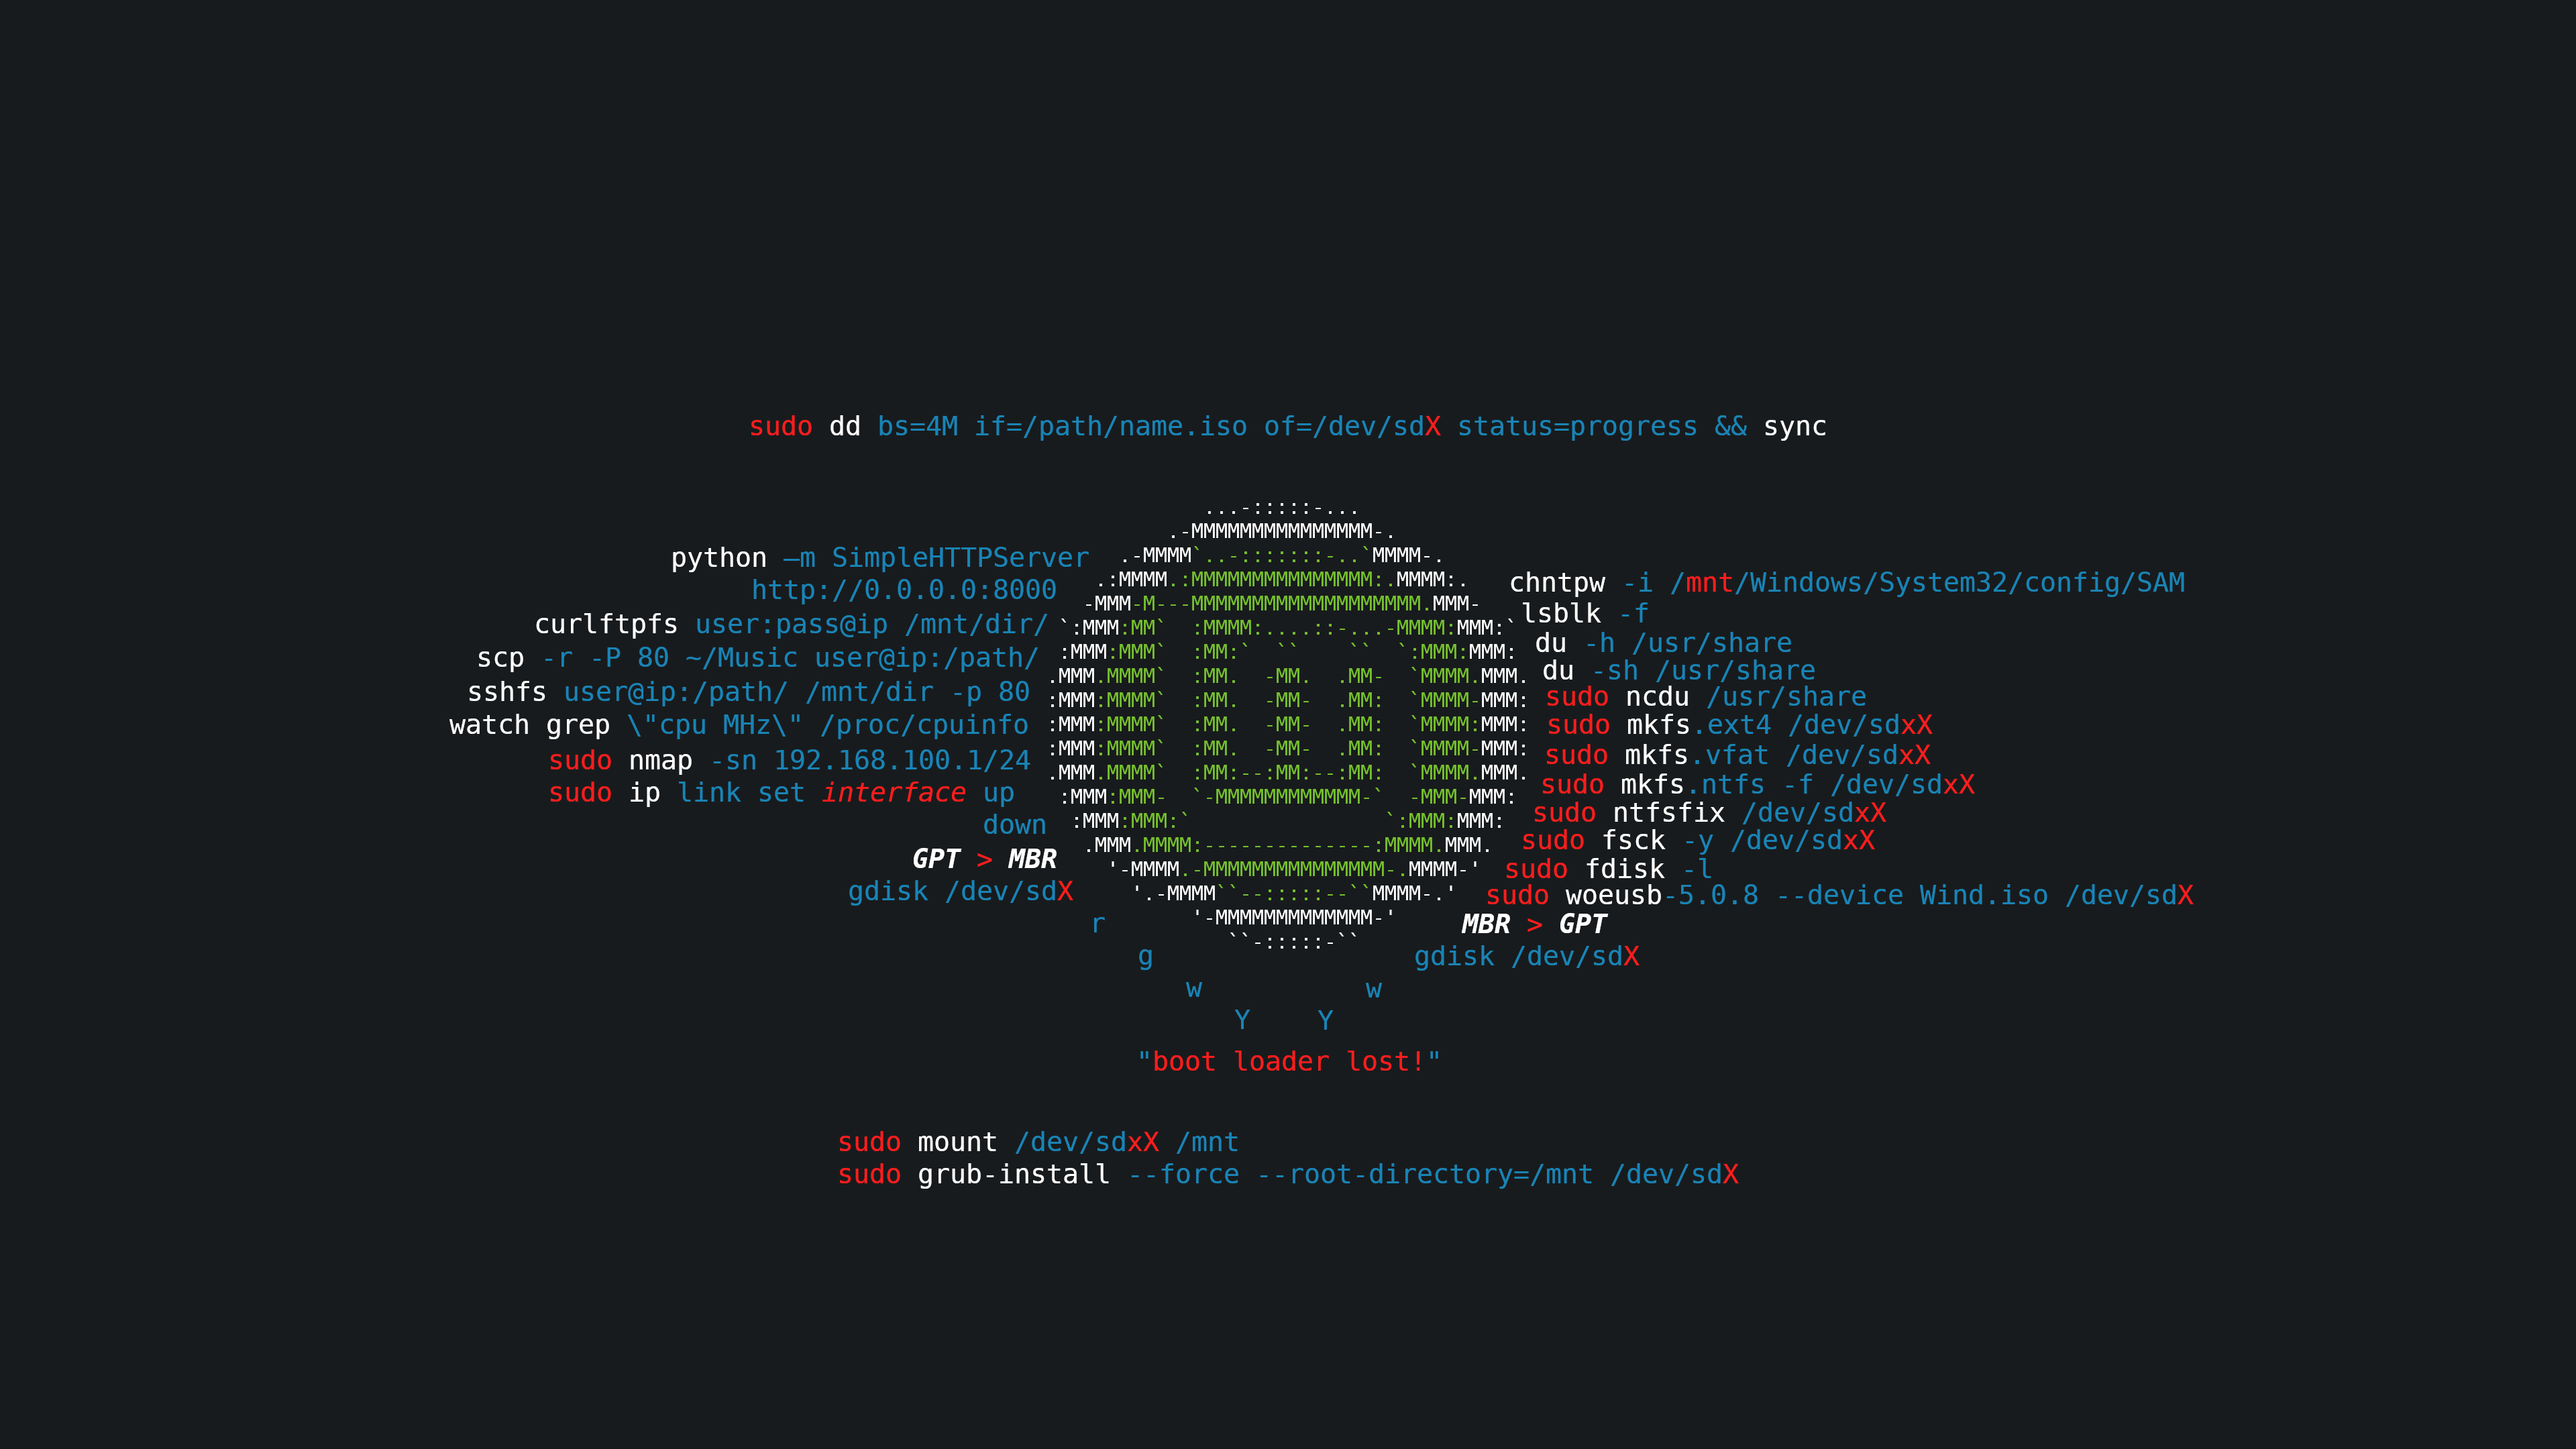 sudo dd bs=4M if=/path/name.iso of=/dev/sdX status=progress && sync
python –m SimpleHTTPServer
http://0.0.0.0:8000
curlftpfs user:pass@ip /mnt/dir/
scp -r -P 80 ~/Music user@ip:/path/
sshfs user@ip:/path/ /mnt/dir -p 80
watch grep \"cpu MHz\" /proc/cpuinfo
sudo nmap -sn 192.168.100.1/24
sudo ip link set interface up
down
GPT > MBR
gdisk /dev/sdX
r
g
w
Y
...-:::::-...
.-MMMMMMMMMMMMMMM-.
.-MMMM`..-:::::::-..`MMMM-.
.:MMMM.:MMMMMMMMMMMMMMM:.MMMM:.
-MMM-M---MMMMMMMMMMMMMMMMMMM.MMM-
`:MMM:MM`  :MMMM:....::-...-MMMM:MMM:`
:MMM:MMM`  :MM:`  ``    ``  `:MMM:MMM:
.MMM.MMMM`  :MM.  -MM.  .MM-  `MMMM.MMM.
:MMM:MMMM`  :MM.  -MM-  .MM:  `MMMM-MMM:
:MMM:MMMM`  :MM.  -MM-  .MM:  `MMMM:MMM:
:MMM:MMMM`  :MM.  -MM-  .MM:  `MMMM-MMM:
.MMM.MMMM`  :MM:--:MM:--:MM:  `MMMM.MMM.
:MMM:MMM-  `-MMMMMMMMMMMM-`  -MMM-MMM:
:MMM:MMM:`                `:MMM:MMM:
.MMM.MMMM:--------------:MMMM.MMM.
'-MMMM.-MMMMMMMMMMMMMMM-.MMMM-'
'.-MMMM``--:::::--``MMMM-.'
'-MMMMMMMMMMMMM-'
``-:::::-``
chntpw -i /mnt/Windows/System32/config/SAM
lsblk -f
du -h /usr/share
du -sh /usr/share
sudo ncdu /usr/share
sudo mkfs.ext4 /dev/sdxX
sudo mkfs.vfat /dev/sdxX
sudo mkfs.ntfs -f /dev/sdxX
sudo ntfsfix /dev/sdxX
sudo fsck -y /dev/sdxX
sudo fdisk -l
sudo woeusb-5.0.8 --device Wind.iso /dev/sdX
MBR > GPT
gdisk /dev/sdX
w
Y
"boot loader lost!"
sudo mount /dev/sdxX /mnt
sudo grub-install --force --root-directory=/mnt /dev/sdX